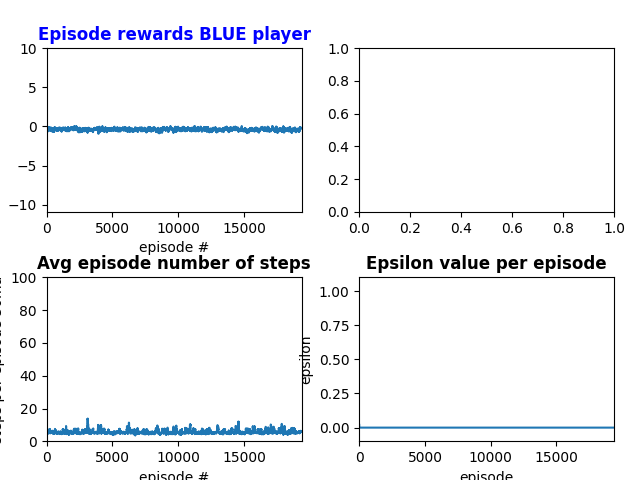 Episode rewards BLUE player
10
5
0
−5
−10
0 5000 10000 15000
episode #
1.0
0.8
0.6
0.4
0.2
0.0
0.0 0.2 0.4 0.6 0.8 1.0
Avg episode number of steps
100
80
60
40
20
0
0 5000 10000 15000
episode #
Epsilon value per episode
epsilon
1.00
0.75
0.50
0.25
0.00
0 5000 10000 15000
episode